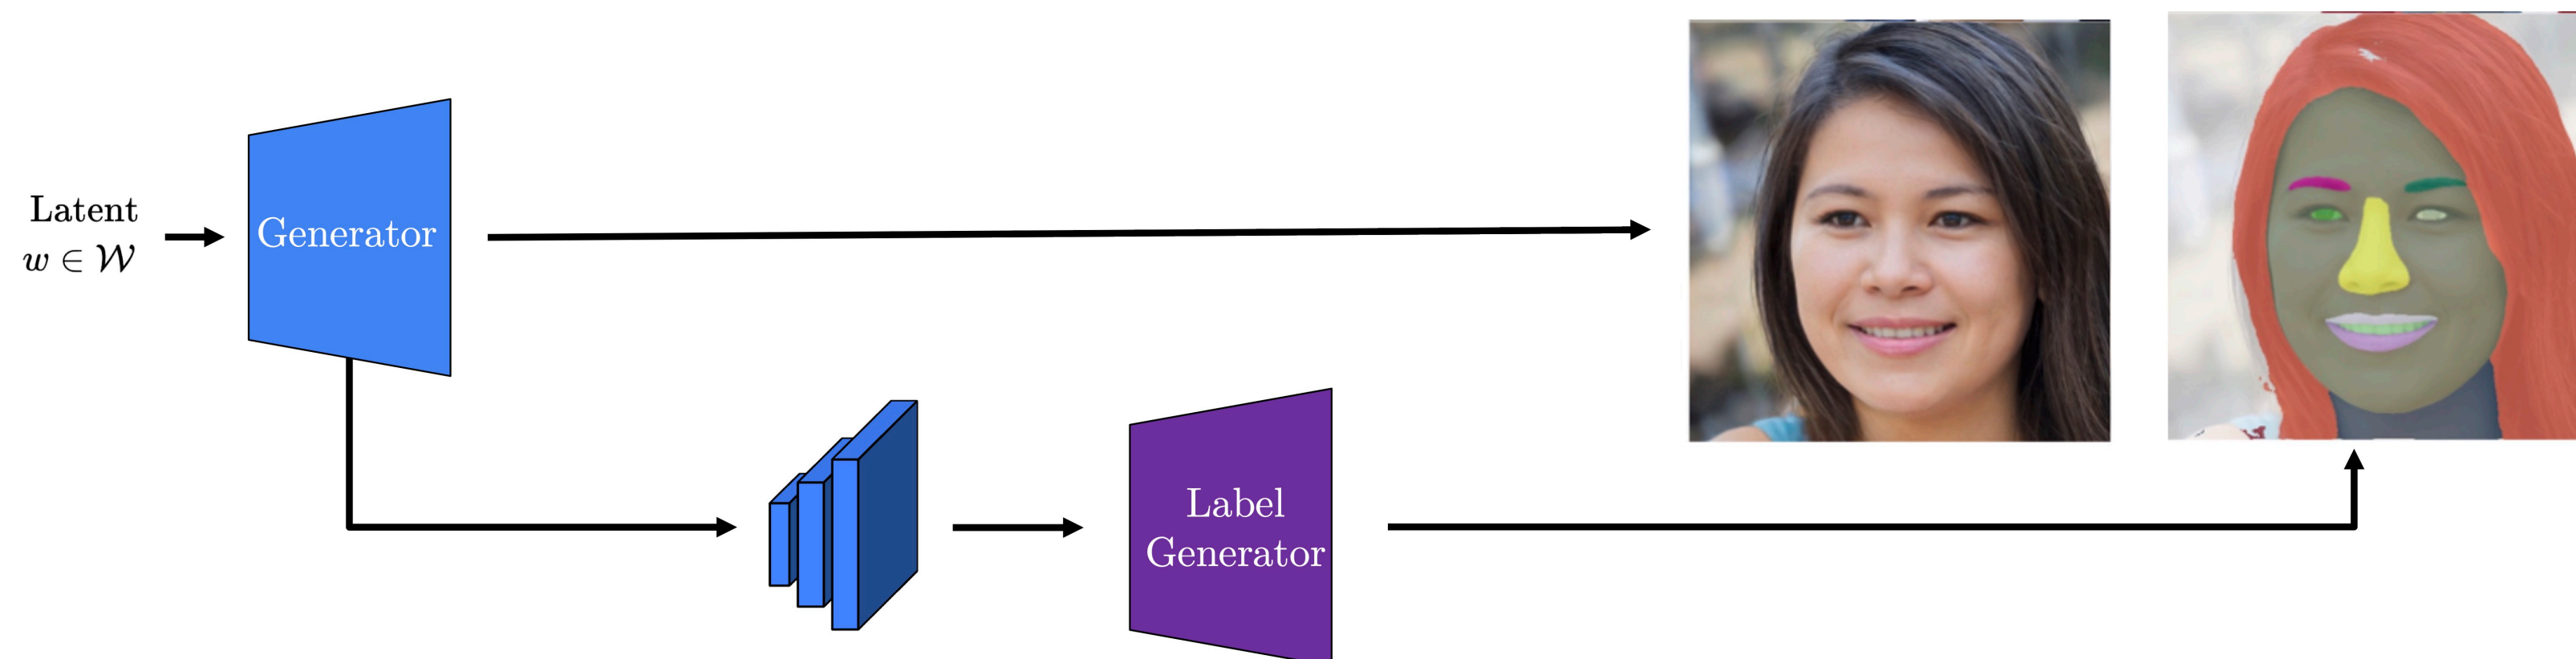 Latent
w ∈ 𝒲
Generator
Label
Generator